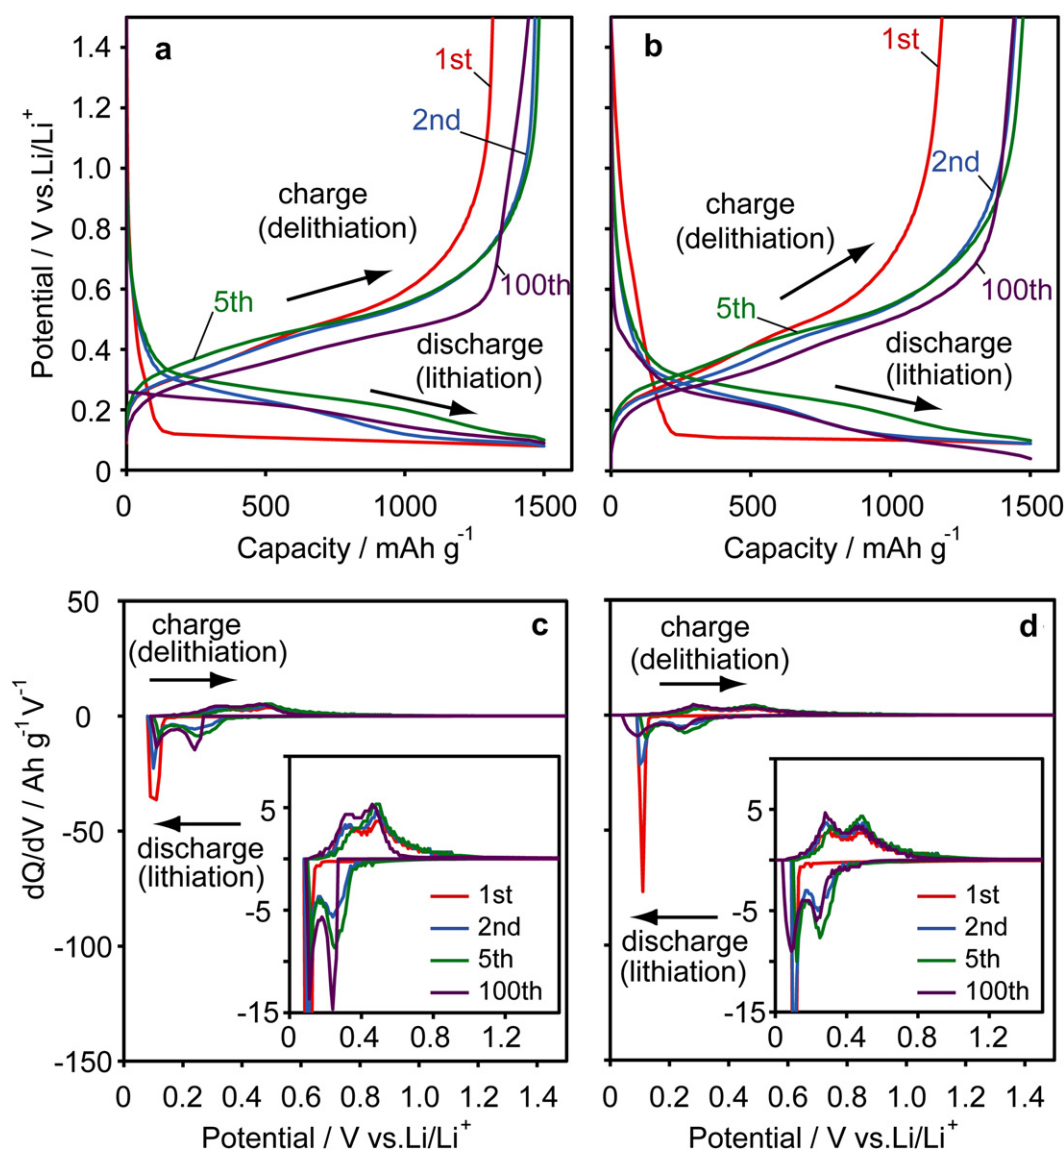 a
1st
2nd
charge
(delithiation)
5th
100th
discharge
(lithiation)
1.4
1.2
1.0
0.8
0.6
0.4
0.2
0
Potential / V vs.Li/Li+
0 500 1000 1500
Capacity / mAh g-1
b
1st
2nd
charge
(delithiation)
5th
100th
discharge
(lithiation)
0 500 1000 1500
Capacity / mAh g-1
c
charge
(delithiation)
discharge
(lithiation)
50
0
-50
-100
-150
dQ/dV / Ah g-1V-1
5
-5
-15
1st
2nd
5th
100th
0 0.4 0.8 1.2
0 0.2 0.4 0.6 0.8 1.0 1.2 1.4
Potential / V vs.Li/Li+
d
charge
(delithiation)
discharge
(lithiation)
5
-5
-15
1st
2nd
5th
100th
0 0.4 0.8 1.2
0 0.2 0.4 0.6 0.8 1.0 1.2 1.4
Potential / V vs.Li/Li+